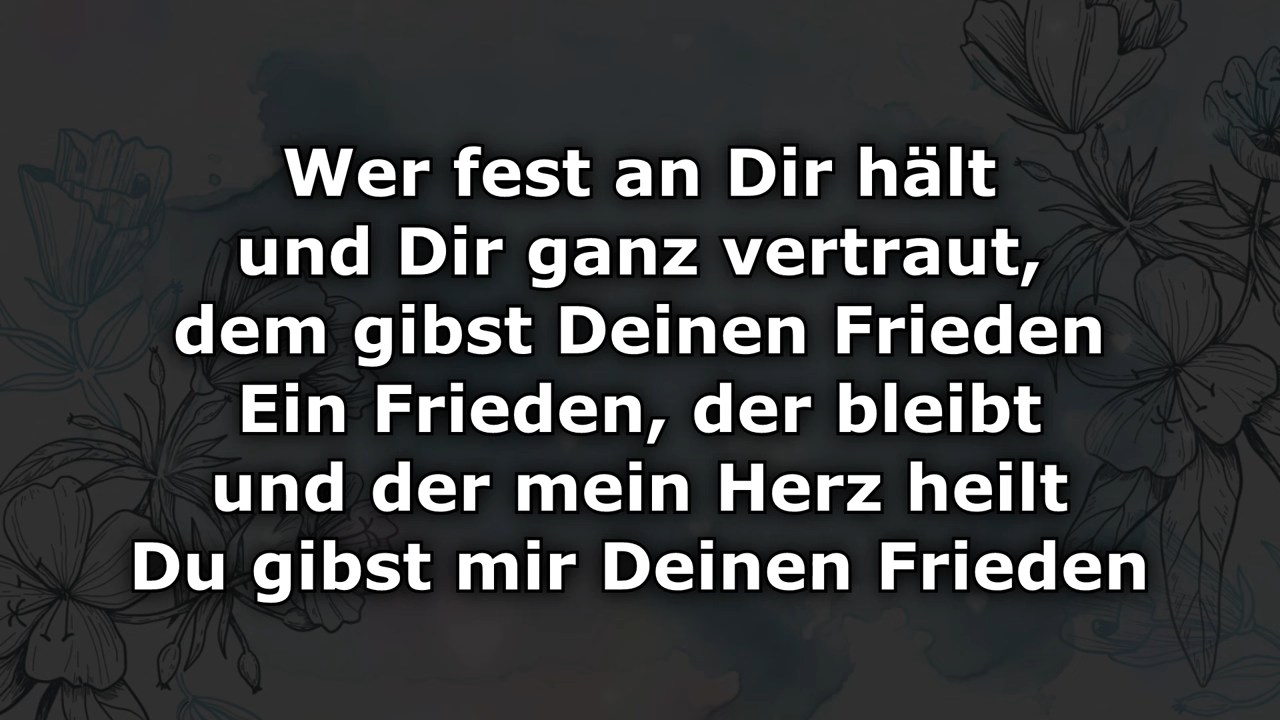 Wer fest an Dir hält
und Dir ganz vertraut,
dem gibst Deinen Frieden
Ein Frieden, der bleibt
und der mein Herz heilt
Du gibst mir Deinen Frieden